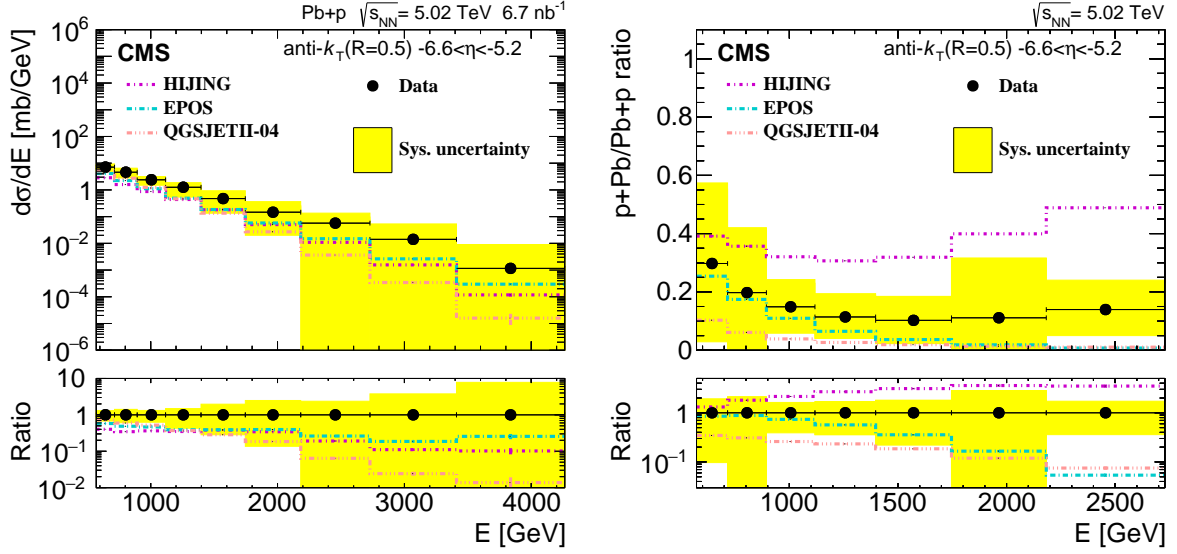 Pb+p √s_NN = 5.02 TeV 6.7 nb⁻¹
CMS anti-k_T(R=0.5) -6.6<η<-5.2
HIJING
EPOS
QGSJETII-04
Data
Sys. uncertainty
dσ/dE [mb/GeV]
10⁶
10⁴
10²
1
10⁻²
10⁻⁴
10⁻⁶
Ratio
10
1
10⁻¹
10⁻²
1000 2000 3000 4000
E [GeV]
√s_NN = 5.02 TeV
CMS anti-k_T(R=0.5) -6.6<η<-5.2
HIJING
EPOS
QGSJETII-04
Data
Sys. uncertainty
p+Pb/Pb+p ratio
1
0.8
0.6
0.4
0.2
0
Ratio
1
10⁻¹
1000 1500 2000 2500
E [GeV]